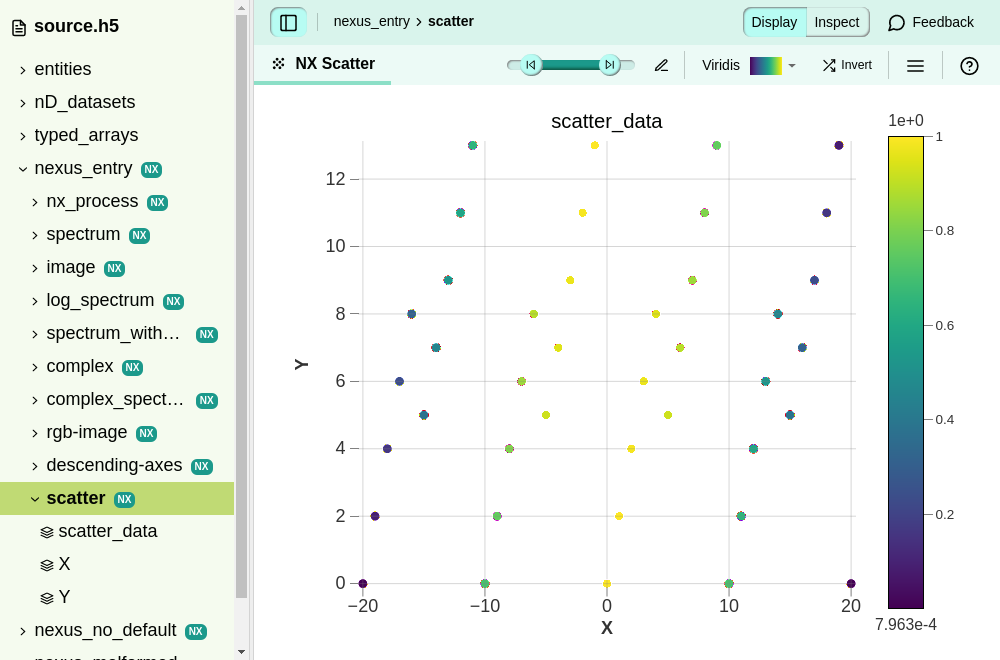 source.h5
entities
nD_datasets
typed_arrays
nexus_entry NX
nx_process NX
spectrum NX
image NX
log_spectrum NX
spectrum_with… NX
complex NX
complex_spect… NX
rgb-image NX
descending-axes NX
scatter NX
scatter_data
X
Y
nexus_no_default NX
nexus_malformed
nexus_entry > scatter
Display
Inspect
Feedback
NX Scatter
Viridis
Invert
scatter_data
1e+0
1
0.8
0.6
0.4
0.2
7.963e-4
Y
12
10
8
6
4
2
0
−20
−10
0
10
20
X